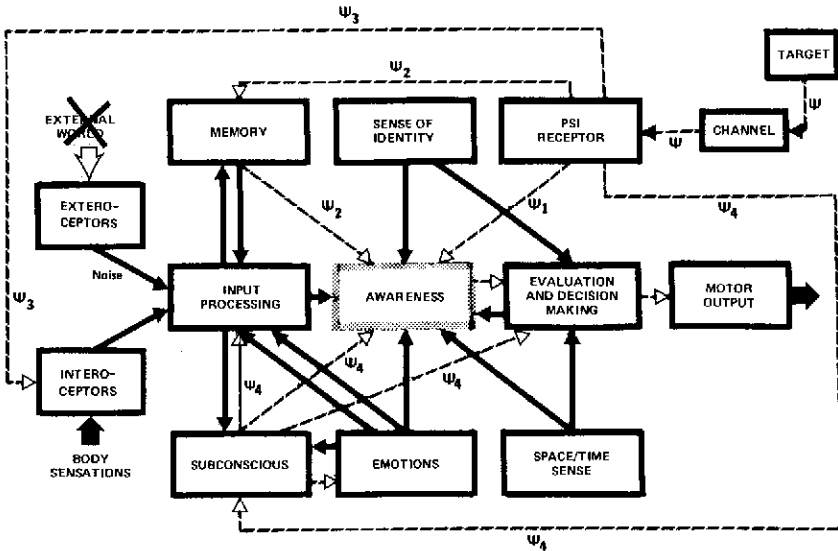 Ψ3
TARGET
Ψ2
EXTERNAL
WORLD
MEMORY
SENSE OF
IDENTITY
PSI
RECEPTOR
Ψ
CHANNEL
Ψ
EXTERO-
CEPTORS
Ψ2
Ψ1
Ψ4
Noise
INPUT
PROCESSING
AWARENESS
EVALUATION
AND DECISION
MAKING
MOTOR
OUTPUT
Ψ3
INTERO-
CEPTORS
Ψ4
Ψ4
Ψ4
BODY
SENSATIONS
SUBCONSCIOUS
EMOTIONS
SPACE/TIME
SENSE
Ψ4